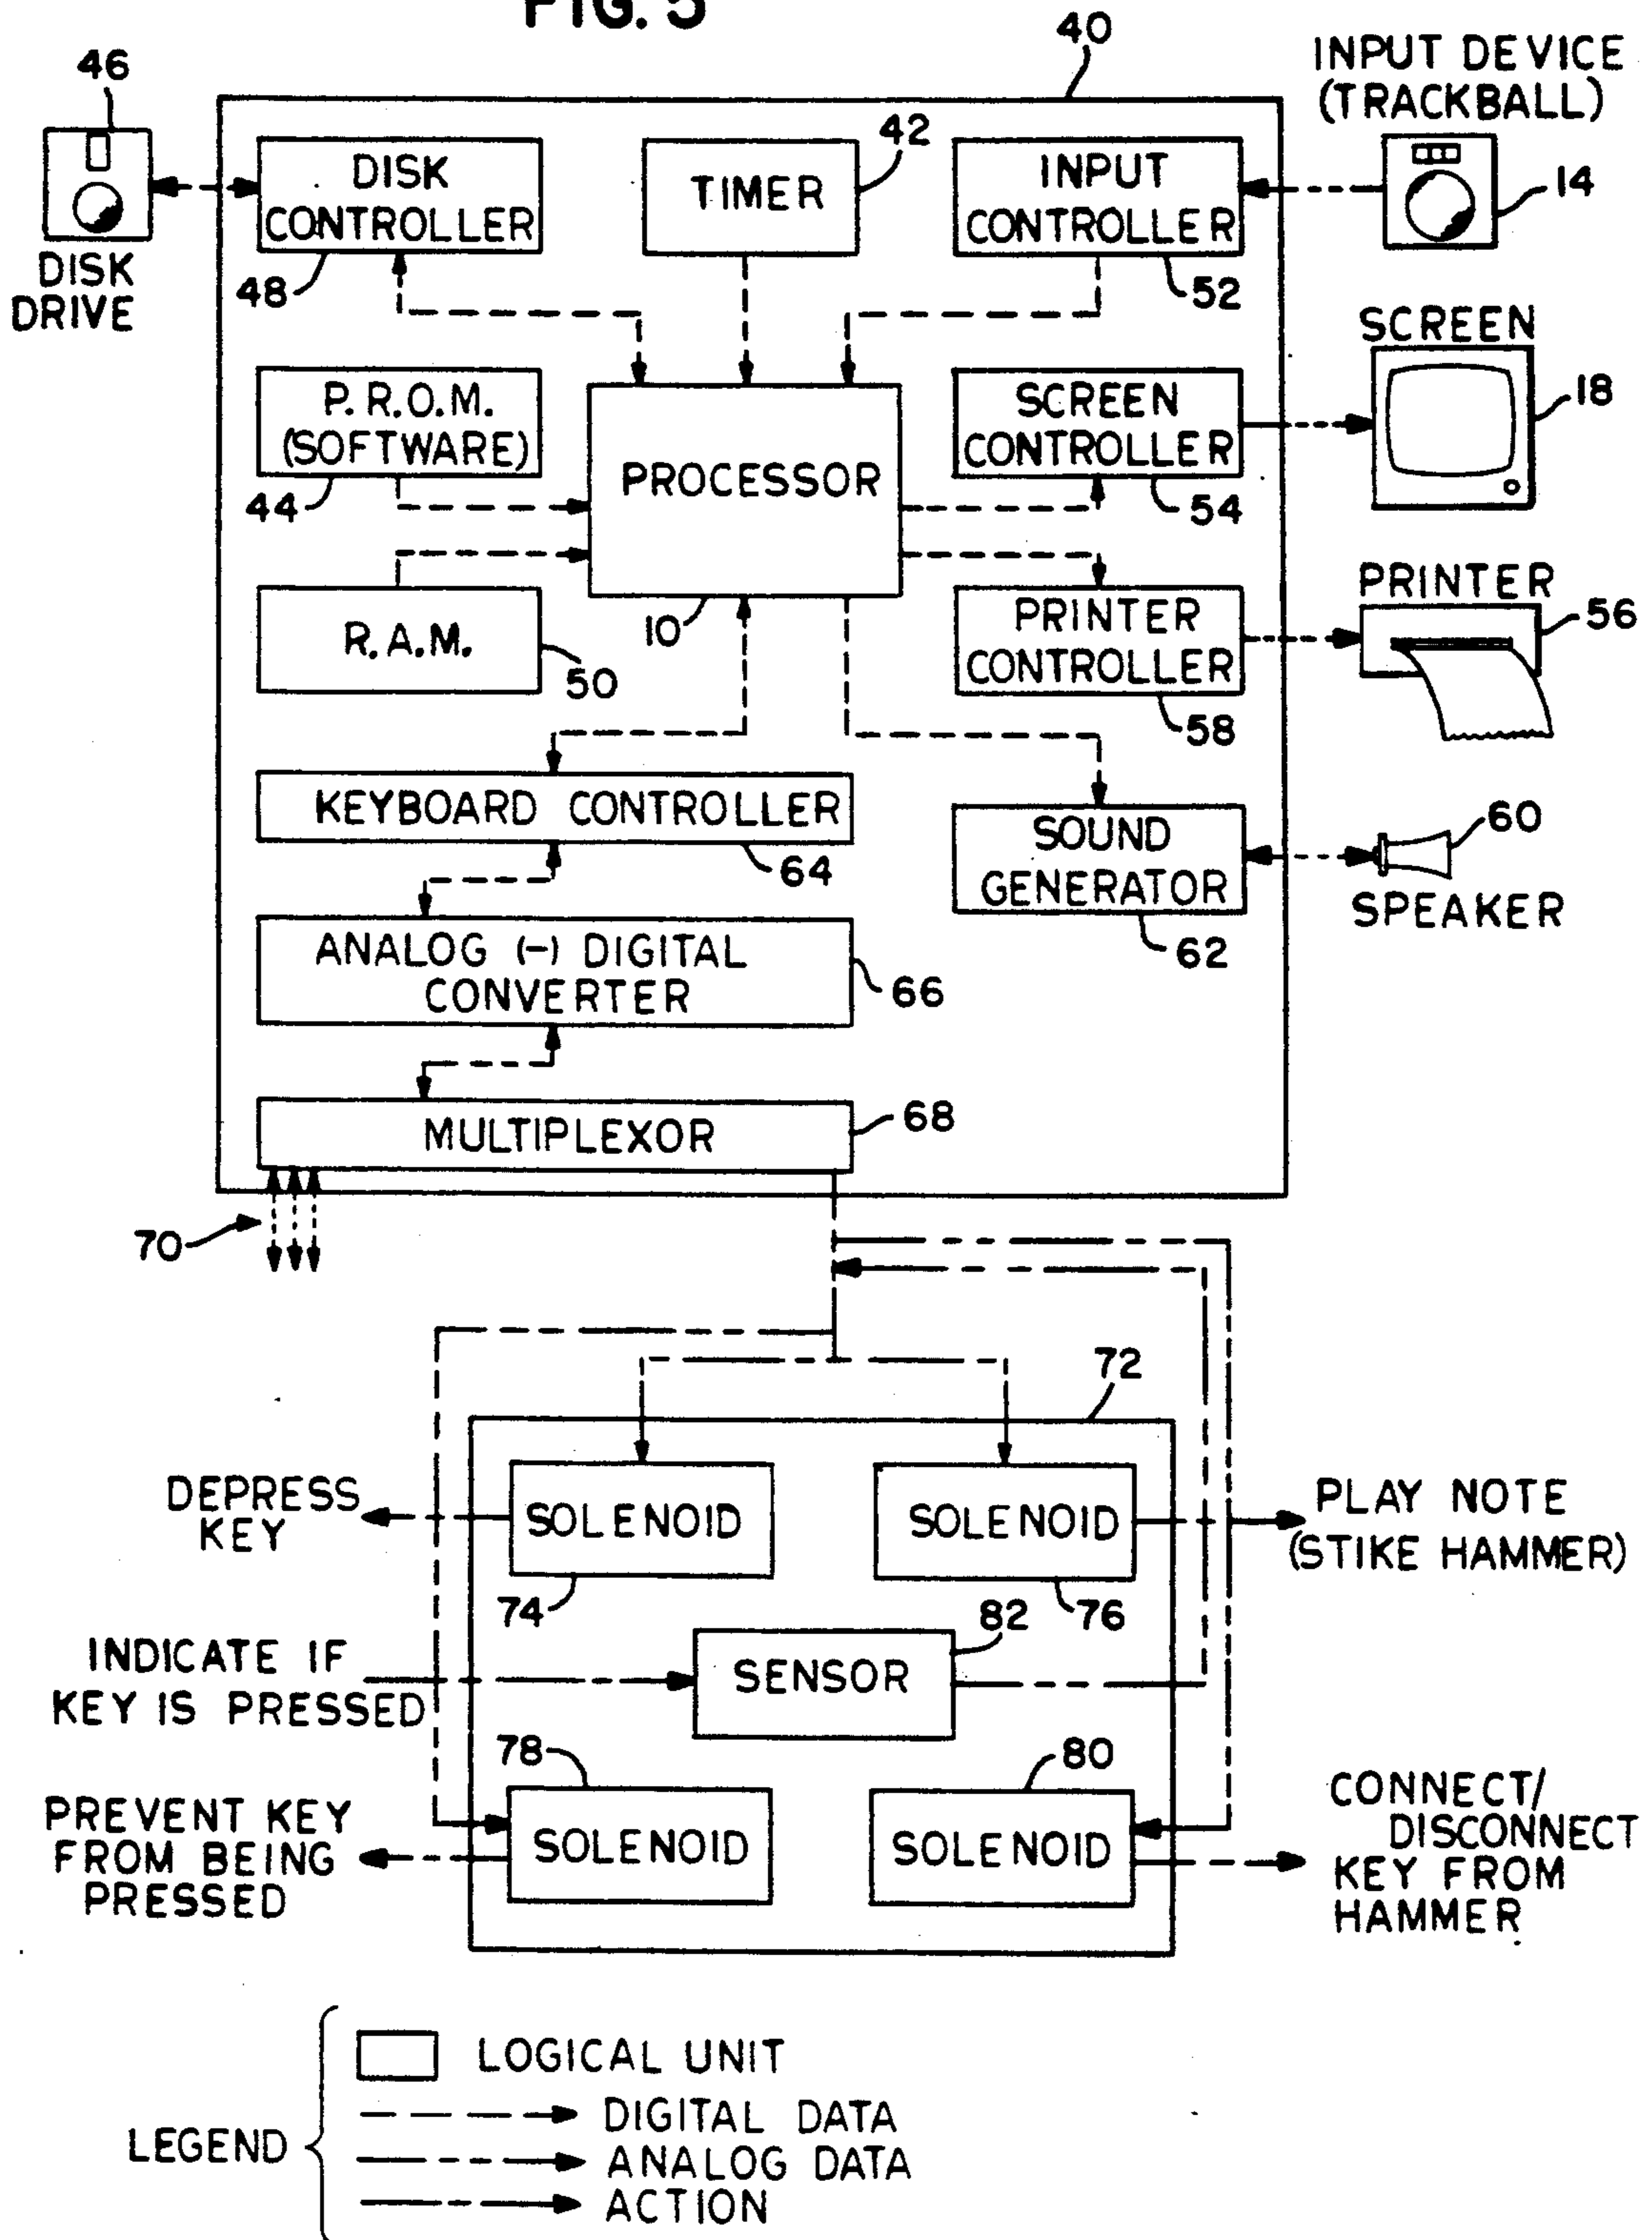 FIG. 5
40
INPUT DEVICE
(TRACKBALL)
46
42
14
DISK
CONTROLLER
TIMER
INPUT
CONTROLLER
DISK
DRIVE
48
52
SCREEN
18
P.R.O.M.
(SOFTWARE)
PROCESSOR
SCREEN
CONTROLLER
44
54
PRINTER
56
R.A.M.
50
10
PRINTER
CONTROLLER
58
KEYBOARD CONTROLLER
64
SOUND
GENERATOR
60
SPEAKER
62
ANALOG (-) DIGITAL
CONVERTER
66
MULTIPLEXOR
68
70
72
DEPRESS
KEY
SOLENOID
SOLENOID
PLAY NOTE
(STIKE HAMMER)
74
76
82
INDICATE IF
KEY IS PRESSED
SENSOR
78
80
PREVENT KEY
FROM BEING
PRESSED
SOLENOID
SOLENOID
CONNECT/
DISCONNECT
KEY FROM
HAMMER
LEGEND
LOGICAL UNIT
DIGITAL DATA
ANALOG DATA
ACTION